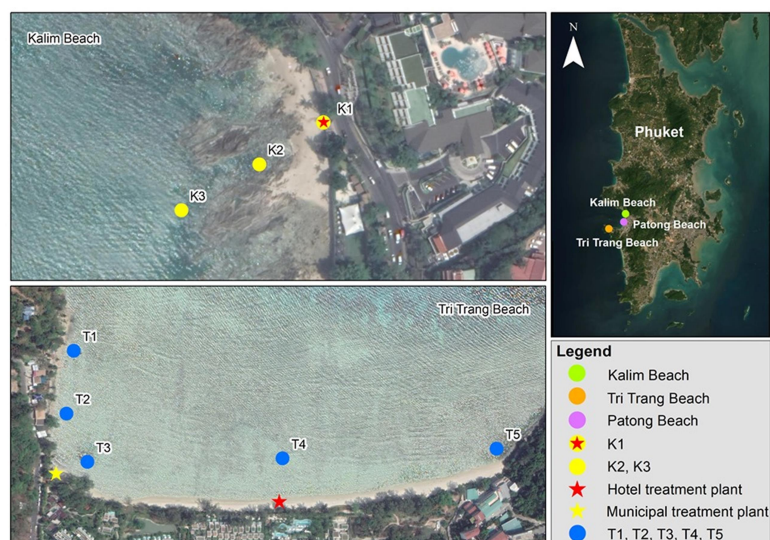 Kalim Beach
K1
K2
K3
Tri Trang Beach
T1
T2
T3
T4
T5
N
Phuket
Kalim Beach
Patong Beach
Tri Trang Beach
Legend
Kalim Beach
Tri Trang Beach
Patong Beach
K1
K2, K3
Hotel treatment plant
Municipal treatment plant
T1, T2, T3, T4, T5